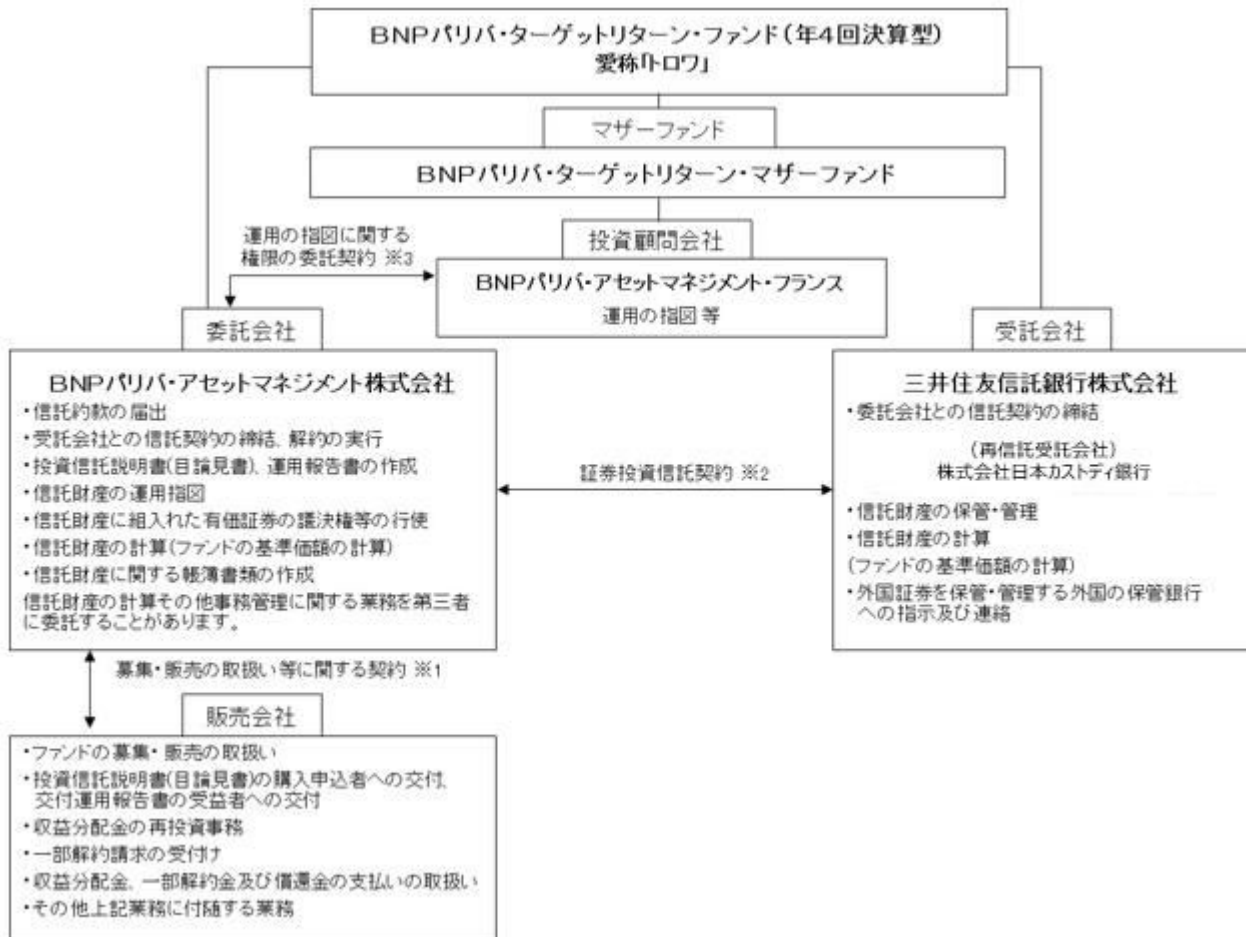 BNPパリバ・ターゲットリターン・ファンド(年4回決算型)
愛称「トロワ」
マザーファンド
BNPパリバ・ターゲットリターン・マザーファンド
投資顧問会社
BNPパリバ・アセットマネジメント・フランス
運用の指図等
運用の指図に関する
権限の委託契約 ※3
委託会社
BNPパリバ・アセットマネジメント株式会社
・信託約款の届出
・受託会社との信託契約の締結、解約の実行
・投資信託説明書(目論見書)、運用報告書の作成
・信託財産の運用指図
・信託財産に組入れた有価証券の議決権等の行使
・信託財産の計算(ファンドの基準価額の計算)
・信託財産に関する帳簿書類の作成
信託財産の計算その他事務管理に関する業務を第三者
に委託することがあります。
証券投資信託契約 ※2
受託会社
三井住友信託銀行株式会社
・委託会社との信託契約の締結
(再信託受託会社)
株式会社日本カストディ銀行
・信託財産の保管・管理
・信託財産の計算
(ファンドの基準価額の計算)
・外国証券を保管・管理する外国の保管銀行
への指示及び連絡
募集・販売の取扱い等に関する契約 ※1
販売会社
・ファンドの募集・販売の取扱い
・投資信託説明書(目論見書)の購入申込者への交付、
交付運用報告書の受益者への交付
・収益分配金の再投資事務
・一部解約請求の受付け
・収益分配金、一部解約金及び償還金の支払いの取扱い
・その他上記業務に付随する業務